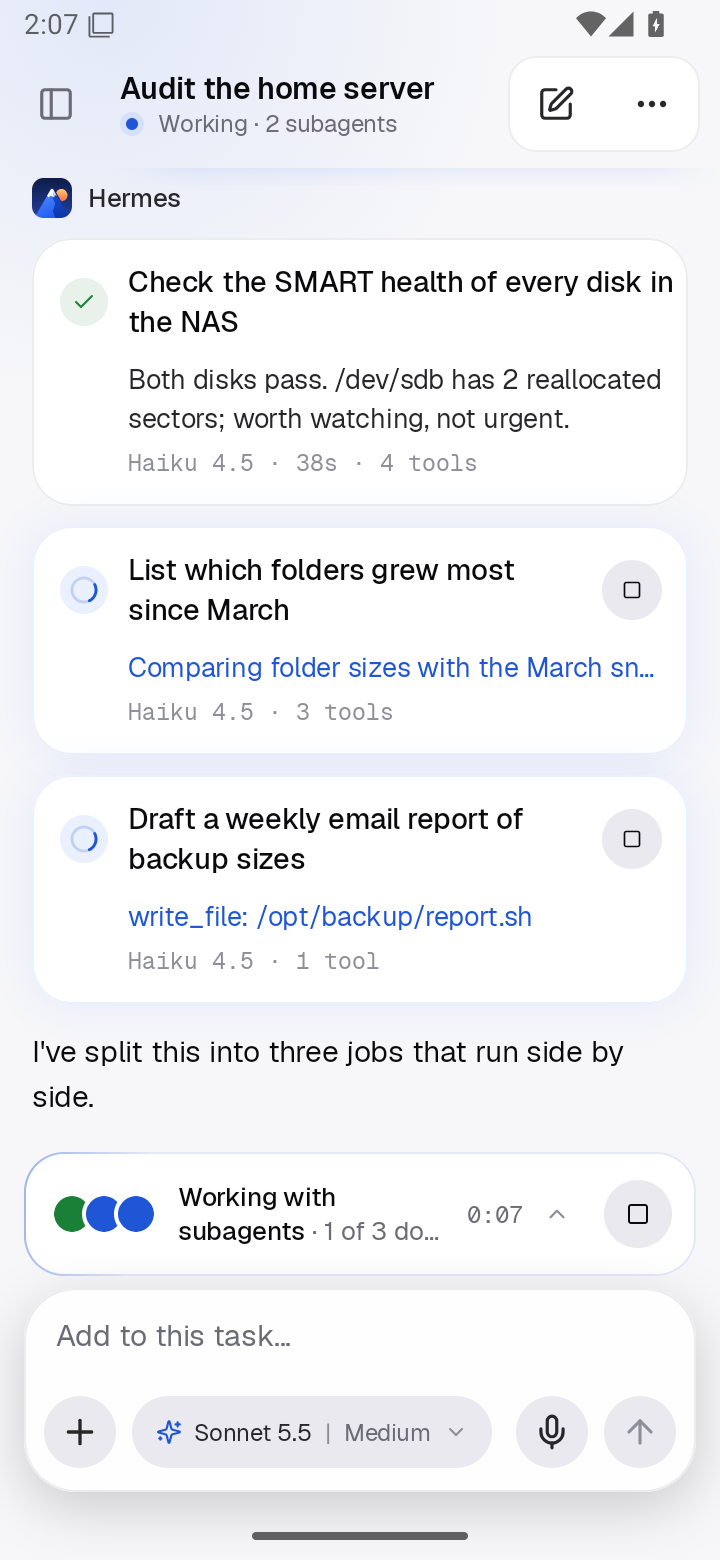 2:07
Audit the home server
Working · 2 subagents
Hermes
Check the SMART health of every disk in
the NAS
Both disks pass. /dev/sdb has 2 reallocated
sectors; worth watching, not urgent.
Haiku 4.5 · 38s · 4 tools
List which folders grew most
since March
Comparing folder sizes with the March sn…
Haiku 4.5 · 3 tools
Draft a weekly email report of
backup sizes
write_file: /opt/backup/report.sh
Haiku 4.5 · 1 tool
I've split this into three jobs that run side by
side.
Working with
subagents · 1 of 3 do…
0:07
Add to this task…
Sonnet 5.5 | Medium